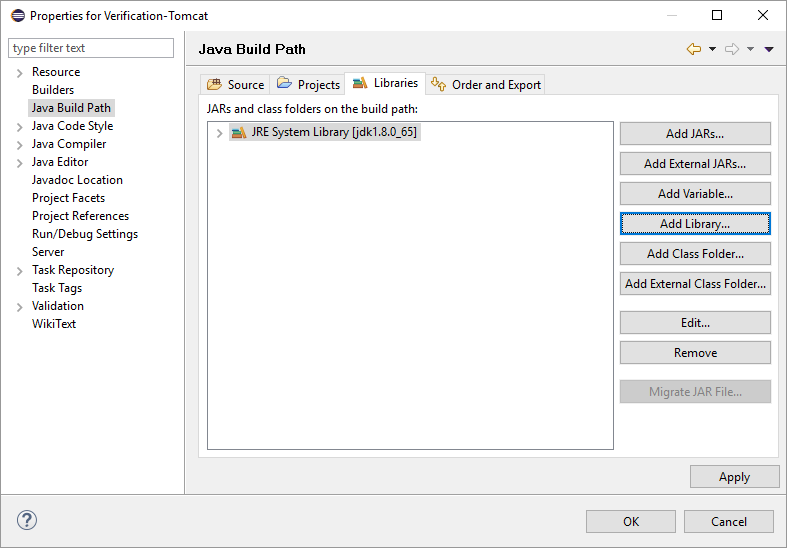 Properties for Verification-Tomcat
type filter text
Resource
Builders
Java Build Path
Java Code Style
Java Compiler
Java Editor
Javadoc Location
Project Facets
Project References
Run/Debug Settings
Server
Task Repository
Task Tags
Validation
WikiText
Java Build Path
Source Projects Libraries Order and Export
JARs and class folders on the build path:
JRE System Library [jdk1.8.0_65]
Add JARs...
Add External JARs...
Add Variable...
Add Library...
Add Class Folder...
Add External Class Folder...
Edit...
Remove
Migrate JAR File...
Apply
? OK Cancel